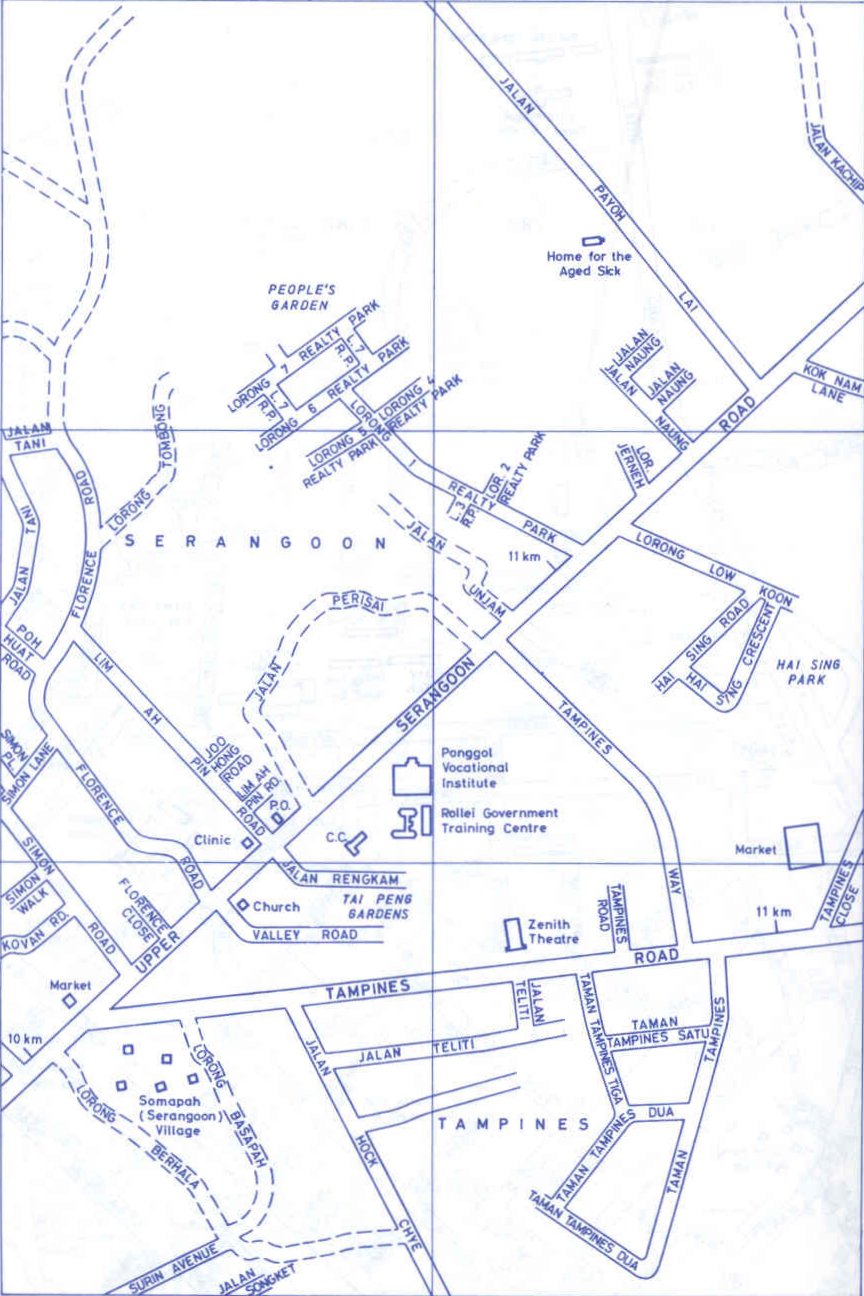 JALAN
PAYOH
LAI
JALAN KACHIP
Home for the
Aged Sick
PEOPLE'S
GARDEN
LORONG 7 REALTY PARK
L. 7
R.P.
L. 7
R.P.
LORONG 6 REALTY PARK
LORONG 4
REALTY PARK
LORONG 5
REALTY PARK
LORONG
1
REALTY
PARK
LOR. 2
REALTY PARK
L. 3
R.P.
JALAN
NAUNG
JALAN
NAUNG
JALAN
NAUNG
ROAD
KOK NAM
LANE
LOR.
JERNEH
JALAN
TANI
JALAN
TANI
LORONG
TOMBONG
ROAD
FLORENCE
SERANGOON
JALAN
UNJAM
11 km
LORONG
LOW
KOON
HAI
SING ROAD
HAI
SING
CRESCENT
HAI SING
PARK
JALAN
PERISAI
POH
HUAT
ROAD
LIM
AH
PIN
ROAD
JOO
HONG
ROAD
LIM AH
PIN RD.
P.O.
SERANGOON
TAMPINES
WAY
SIMON
PL.
SIMON LANE
FLORENCE
ROAD
Ponggol
Vocational
Institute
Rollei Government
Training Centre
Clinic
C.C.
Market
SIMON
ROAD
SIMON
WALK
KOVAN RD.
FLORENCE
CLOSE
UPPER
JALAN RENGKAM
TAI PENG
GARDENS
Church
VALLEY ROAD
Zenith
Theatre
TAMPINES
ROAD
11 km
TAMPINES
CLOSE
Market
10 km
TAMPINES
ROAD
JALAN
TELITI
JALAN
TELITI
TAMAN TAMPINES TIGA
TAMAN
TAMPINES SATU
TAMPINES
TAMAN
JALAN
HOCK
CHYE
LORONG
BASAPAH
Somapah
(Serangoon)
Village
LORONG
BERHALA
TAMPINES
TAMAN TAMPINES DUA
TAMAN TAMPINES DUA
SURIN AVENUE
JALAN
SONGKET